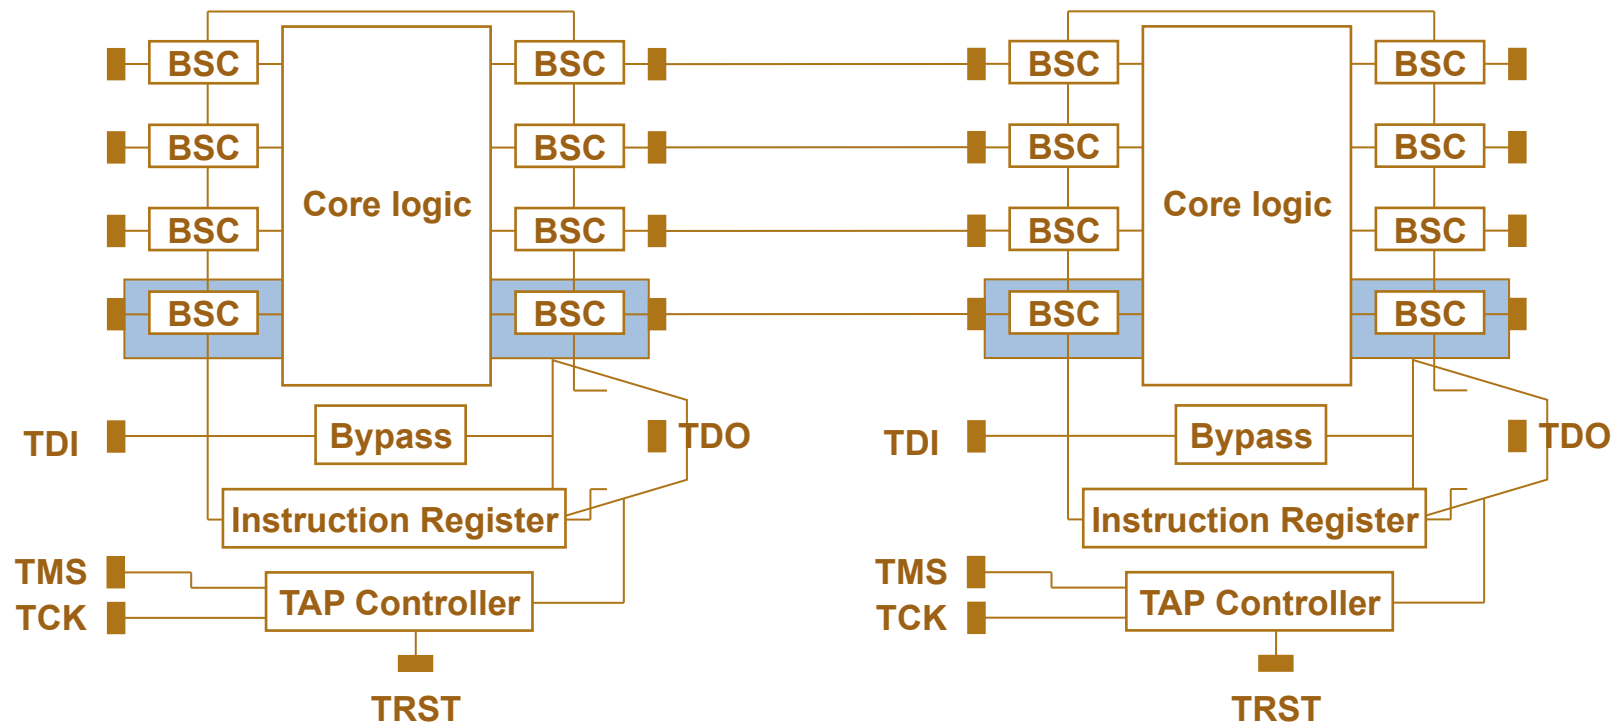 BSC BSC BSC BSC
BSC BSC BSC BSC
Core logic Core logic
BSC BSC BSC BSC
BSC BSC BSC BSC
TDI Bypass TDO TDI Bypass TDO
Instruction Register Instruction Register
TMS TMS
TAP Controller TAP Controller
TCK TCK
TRST TRST